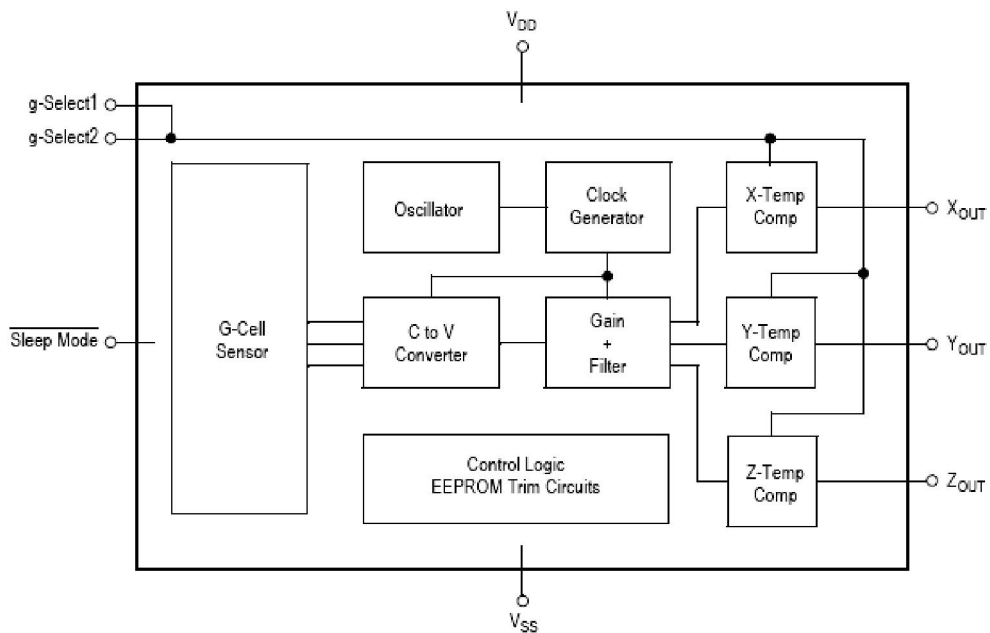 VDD
g-Select1
g-Select2
Oscillator
Clock
Generator
X-Temp
Comp
XOUT
Sleep Mode
G-Cell
Sensor
C to V
Converter
Gain
+
Filter
Y-Temp
Comp
YOUT
Control Logic
EEPROM Trim Circuits
Z-Temp
Comp
ZOUT
VSS